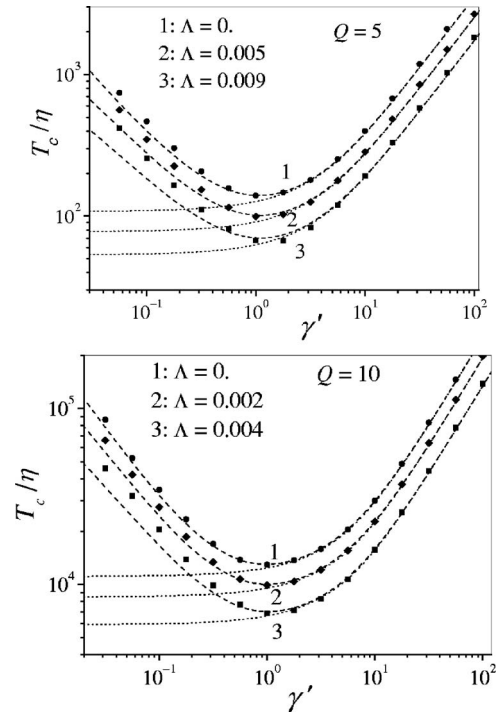 1: Λ = 0.
Q = 5
2: Λ = 0.005
3: Λ = 0.009
10³
T_c/η
10²
1
2
3
10⁻¹ 10⁰ 10¹ 10²
γ'
1: Λ = 0.
Q = 10
2: Λ = 0.002
3: Λ = 0.004
10⁵
T_c/η
10⁴
1
2
3
10⁻¹ 10⁰ 10¹ 10²
γ'